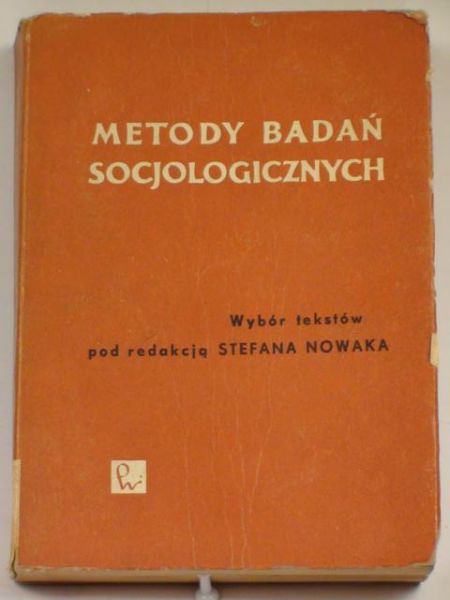 METODY BADAŃ
SOCJOLOGICZNYCH
Wybór tekstów
pod redakcją STEFANA NOWAKA